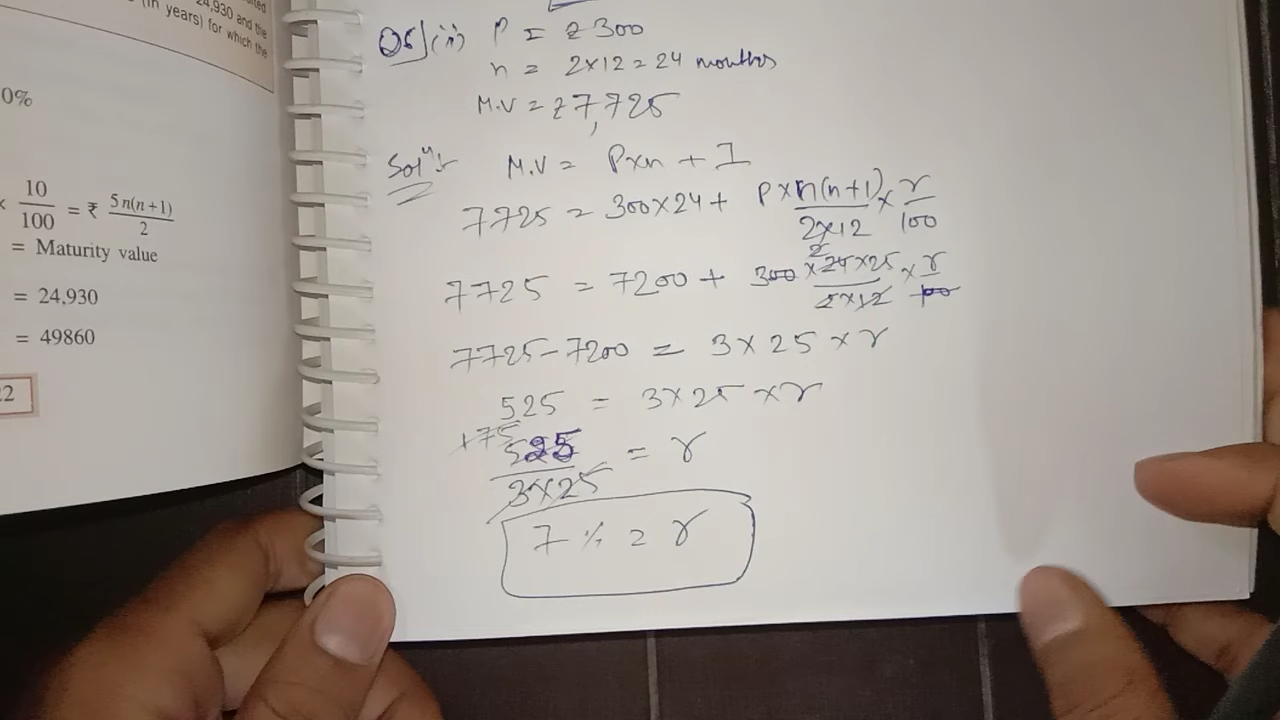 24,930 and the
(in years) for which the
0%
× 10/100 = ₹ 5n(n+1)/2
= Maturity value
= 24,930
= 49860
22
Q5](ii) P = ₹300
n = 2×12 = 24 months
M.V = ₹7,725
Solⁿ:- M.V = P×n + I
7725 = 300×24 + P × n(n+1)/2×12 × r/100
7725 = 7200 + 300 × 24×25/2×12 × r/100
2
7725-7200 = 3×25×r
525 = 3×25×r
525/3×25 = r
7% = r